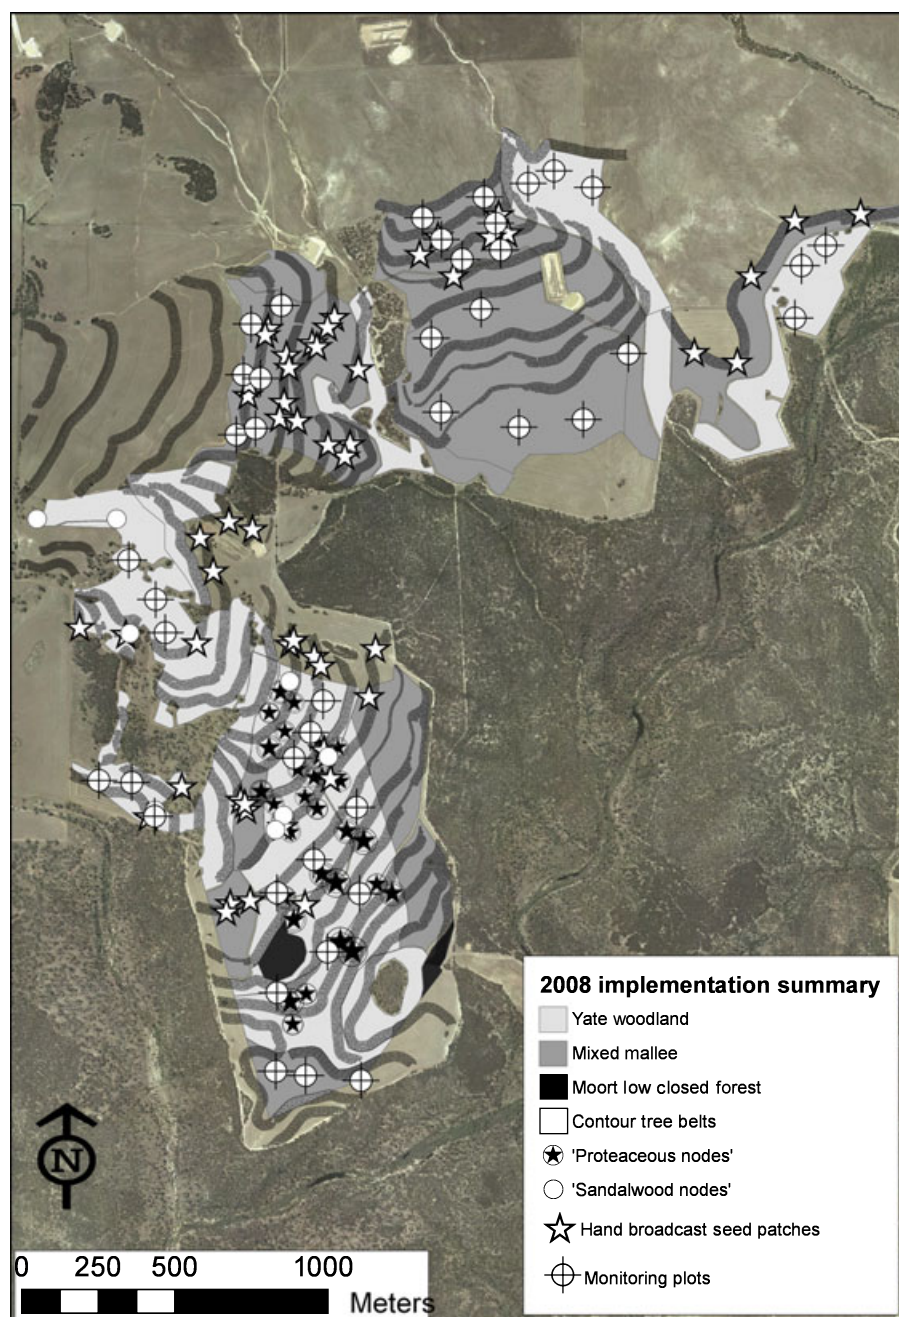 2008 implementation summary
Yate woodland
Mixed mallee
Moort low closed forest
Contour tree belts
'Proteaceous nodes'
'Sandalwood nodes'
Hand broadcast seed patches
Monitoring plots
N
0 250 500 1000
Meters